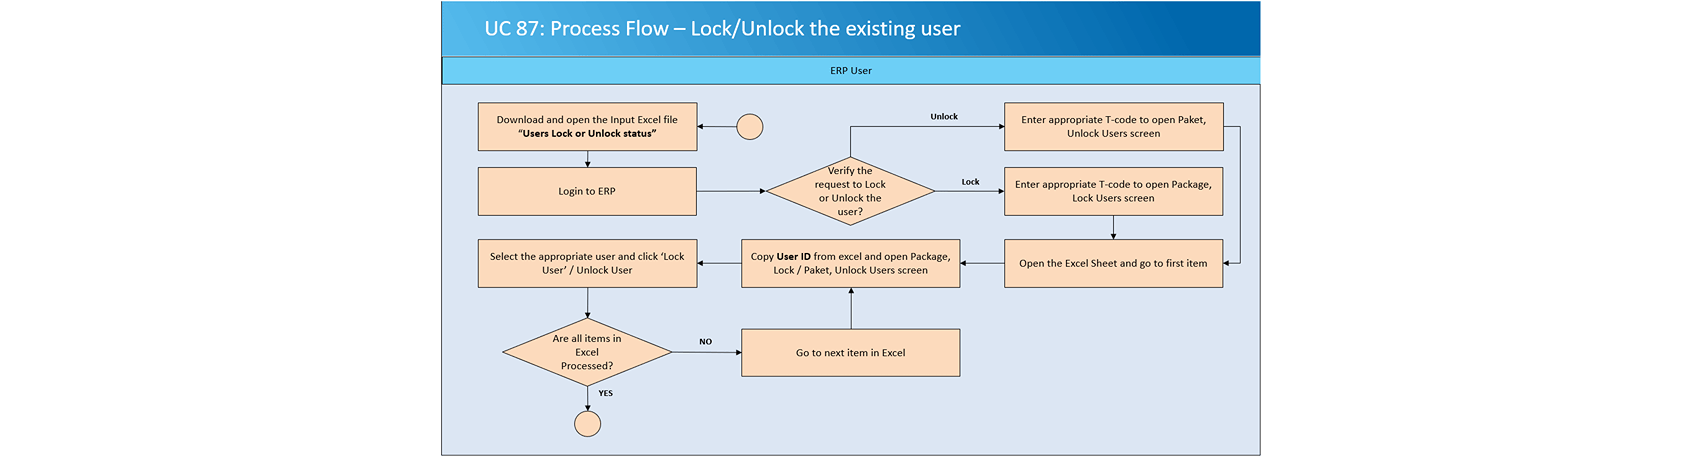 UC 87: Process Flow – Lock/Unlock the existing user
ERP User
Download and open the Input Excel file
“Users Lock or Unlock status”
Login to ERP
Verify the
request to Lock
or Unlock the
user?
Unlock
Enter appropriate T-code to open Paket,
Unlock Users screen
Lock
Enter appropriate T-code to open Package,
Lock Users screen
Open the Excel Sheet and go to first item
Copy User ID from excel and open Package,
Lock / Paket, Unlock Users screen
Select the appropriate user and click ‘Lock
User’ / Unlock User
Are all items in
Excel
Processed?
NO
Go to next item in Excel
YES